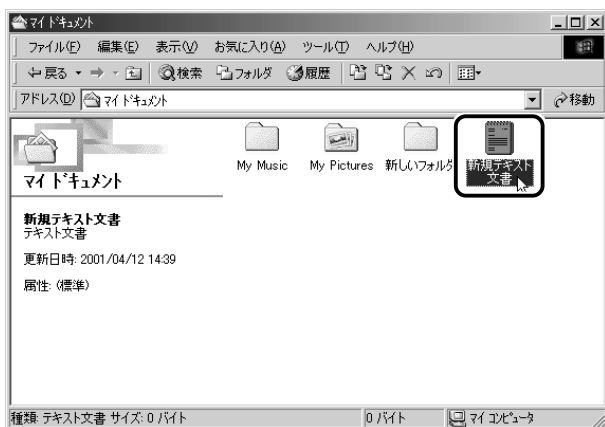 マイ ドキュメント
ファイル(F) 編集(E) 表示(V) お気に入り(A) ツール(T) ヘルプ(H)
戻る 検索 フォルダ 履歴
アドレス(D) マイ ドキュメント 移動
My Music My Pictures 新しいフォルダ 新規テキスト
文書
マイ ドキュメント
新規テキスト文書
テキスト文書
更新日時: 2001/04/12 14:39
属性: (標準)
種類: テキスト文書 サイズ: 0 バイト 0 バイト マイ コンピュータ